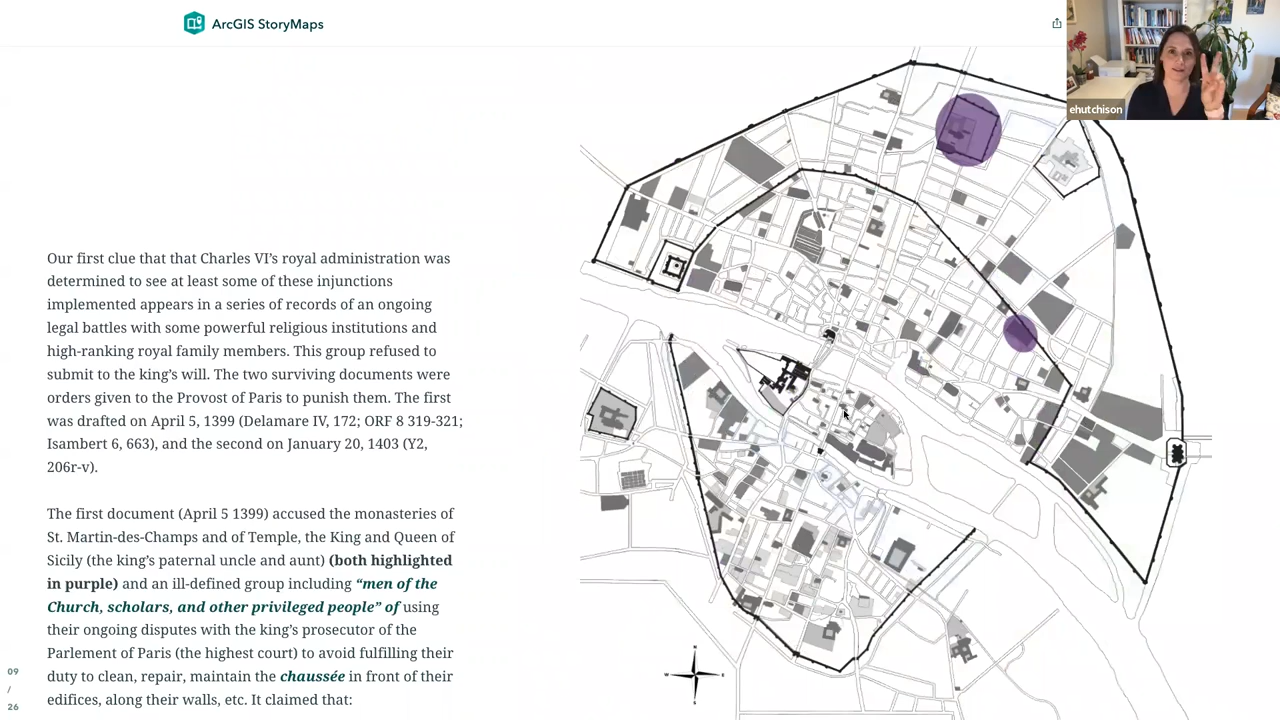 ArcGIS StoryMaps
ehutchison
Our first clue that that Charles VI’s royal administration was
determined to see at least some of these injunctions
implemented appears in a series of records of an ongoing
legal battles with some powerful religious institutions and
high-ranking royal family members. This group refused to
submit to the king’s will. The two surviving documents were
orders given to the Provost of Paris to punish them. The first
was drafted on April 5, 1399 (Delamare IV, 172; ORF 8 319-321;
Isambert 6, 663), and the second on January 20, 1403 (Y2,
206r-v).
The first document (April 5 1399) accused the monasteries of
St. Martin-des-Champs and of Temple, the King and Queen of
Sicily (the king’s paternal uncle and aunt) (both highlighted
in purple) and an ill-defined group including “men of the
Church, scholars, and other privileged people” of using
their ongoing disputes with the king’s prosecutor of the
Parlement of Paris (the highest court) to avoid fulfilling their
duty to clean, repair, maintain the chaussée in front of their
edifices, along their walls, etc. It claimed that:
09
/
26
N
W
E
S